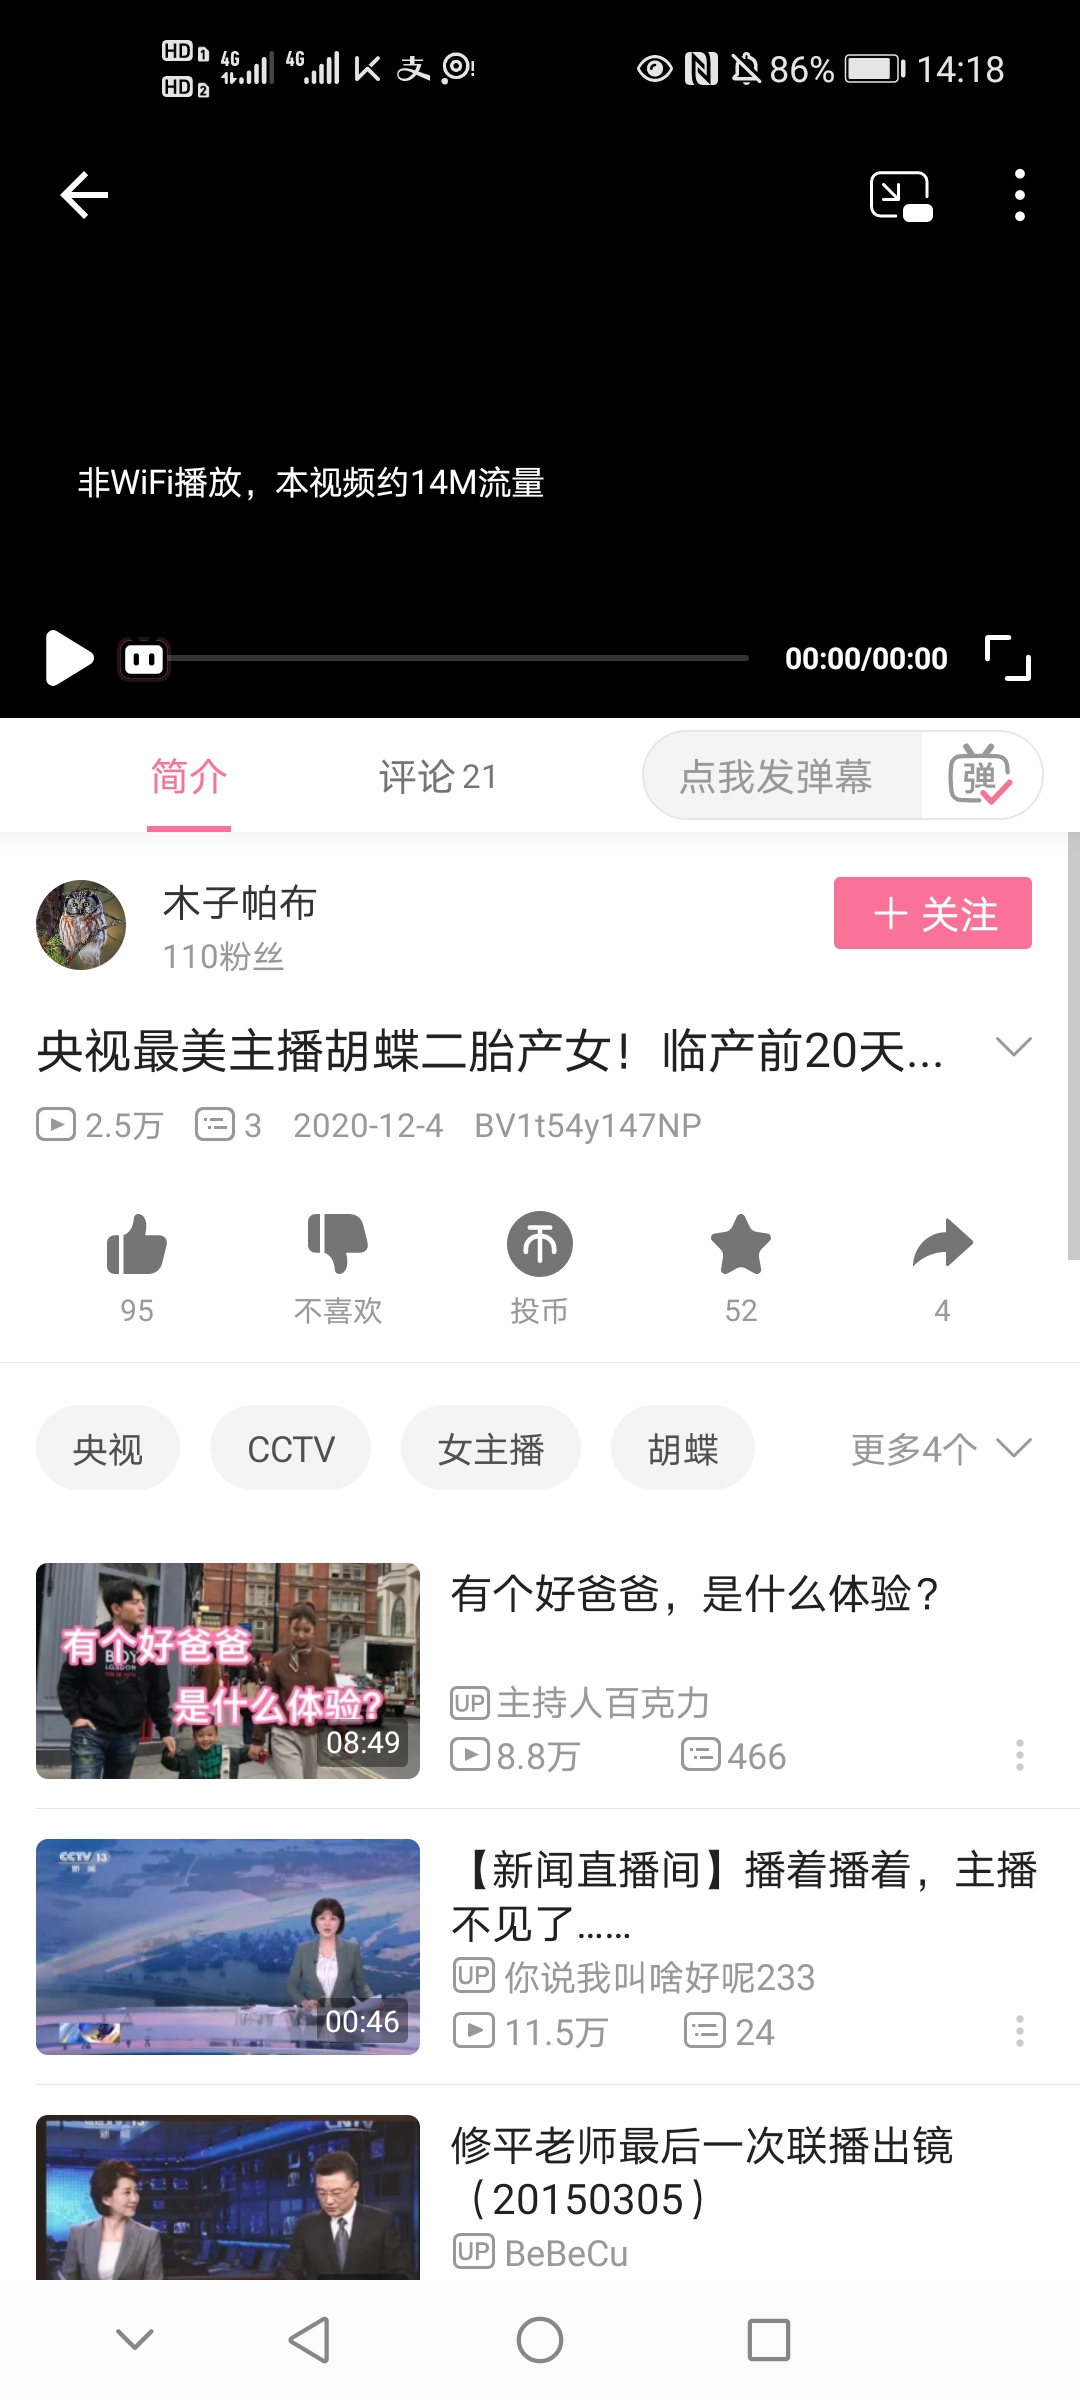 HD 1 4G 4G 86% 14:18
HD 2
非WiFi播放，本视频约14M流量
00:00/00:00
简介 评论 21 点我发弹幕 弹
木子帕布
110粉丝
＋ 关注
央视最美主播胡蝶二胎产女！临产前20天...
2.5万 3 2020-12-4 BV1t54y147NP
95 不喜欢 投币 52 4
央视 CCTV 女主播 胡蝶 更多4个
有个好爸爸
BOY
LONDON
是什么体验?
08:49
有个好爸爸，是什么体验？
UP 主持人百克力
8.8万 466
CCTV 13
新闻
00:46
【新闻直播间】播着播着，主播
不见了……
UP 你说我叫啥好呢233
11.5万 24
修平老师最后一次联播出镜
（20150305）
UP BeBeCu